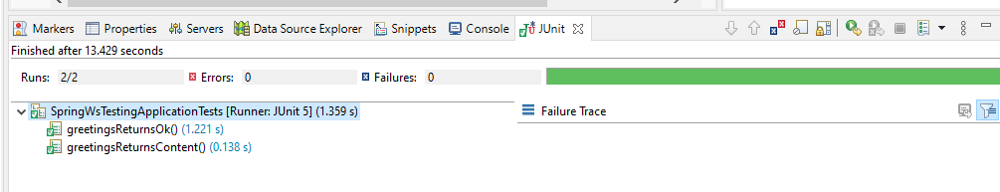 Markers Properties Servers Data Source Explorer Snippets Console JUnit
Finished after 13.429 seconds
Runs: 2/2 Errors: 0 Failures: 0
SpringWsTestingApplicationTests [Runner: JUnit 5] (1.359 s) Failure Trace
greetingsReturnsOk() (1.221 s)
greetingsReturnsContent() (0.138 s)